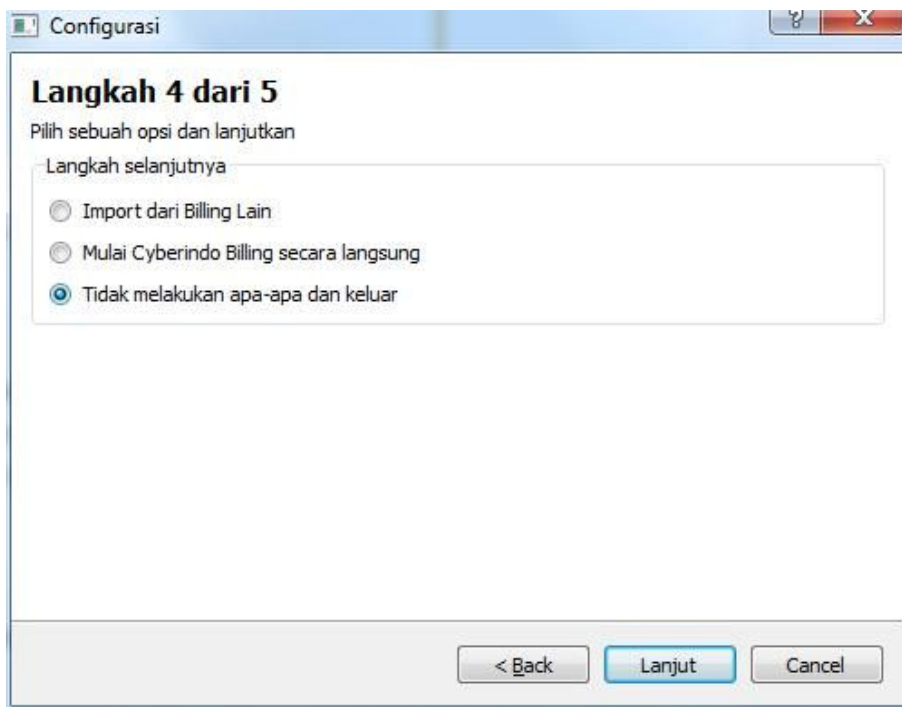 Configurasi
Langkah 4 dari 5
Pilih sebuah opsi dan lanjutkan
Langkah selanjutnya
Import dari Billing Lain
Mulai Cyberindo Billing secara langsung
Tidak melakukan apa-apa dan keluar
< Back Lanjut Cancel